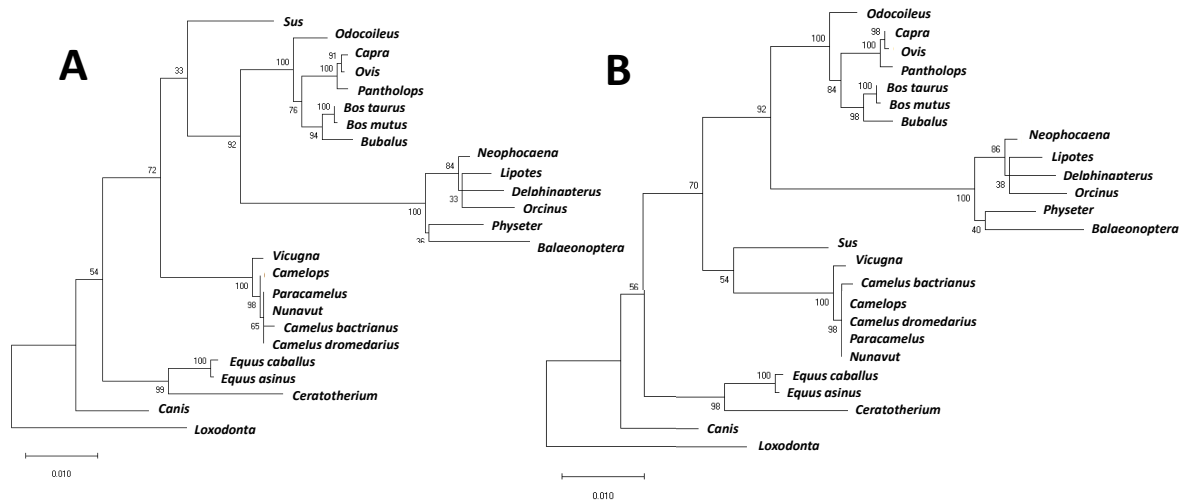 A
Sus
33
Odocoileus
100
91
Capra
100
Ovis
Pantholops
76
100
Bos taurus
Bos mutus
94
Bubalus
92
72
Neophocaena
84
Lipotes
Delphinapterus
33
Orcinus
100
Physeter
36
Balaeonoptera
54
Vicugna
100
Camelops
Paracamelus
98
Nunavut
65
Camelus bactrianus
Camelus dromedarius
100
Equus caballus
Equus asinus
99
Ceratotherium
Canis
Loxodonta
0.010
B
Odocoileus
100
98
Capra
100
Ovis
Pantholops
84
100
Bos taurus
Bos mutus
98
Bubalus
92
Neophocaena
86
Lipotes
Delphinapterus
38
Orcinus
100
Physeter
40
Balaeonoptera
70
Sus
54
Vicugna
100
Camelus bactrianus
Camelops
98
Camelus dromedarius
Paracamelus
Nunavut
56
100
Equus caballus
Equus asinus
98
Ceratotherium
Canis
Loxodonta
0.010